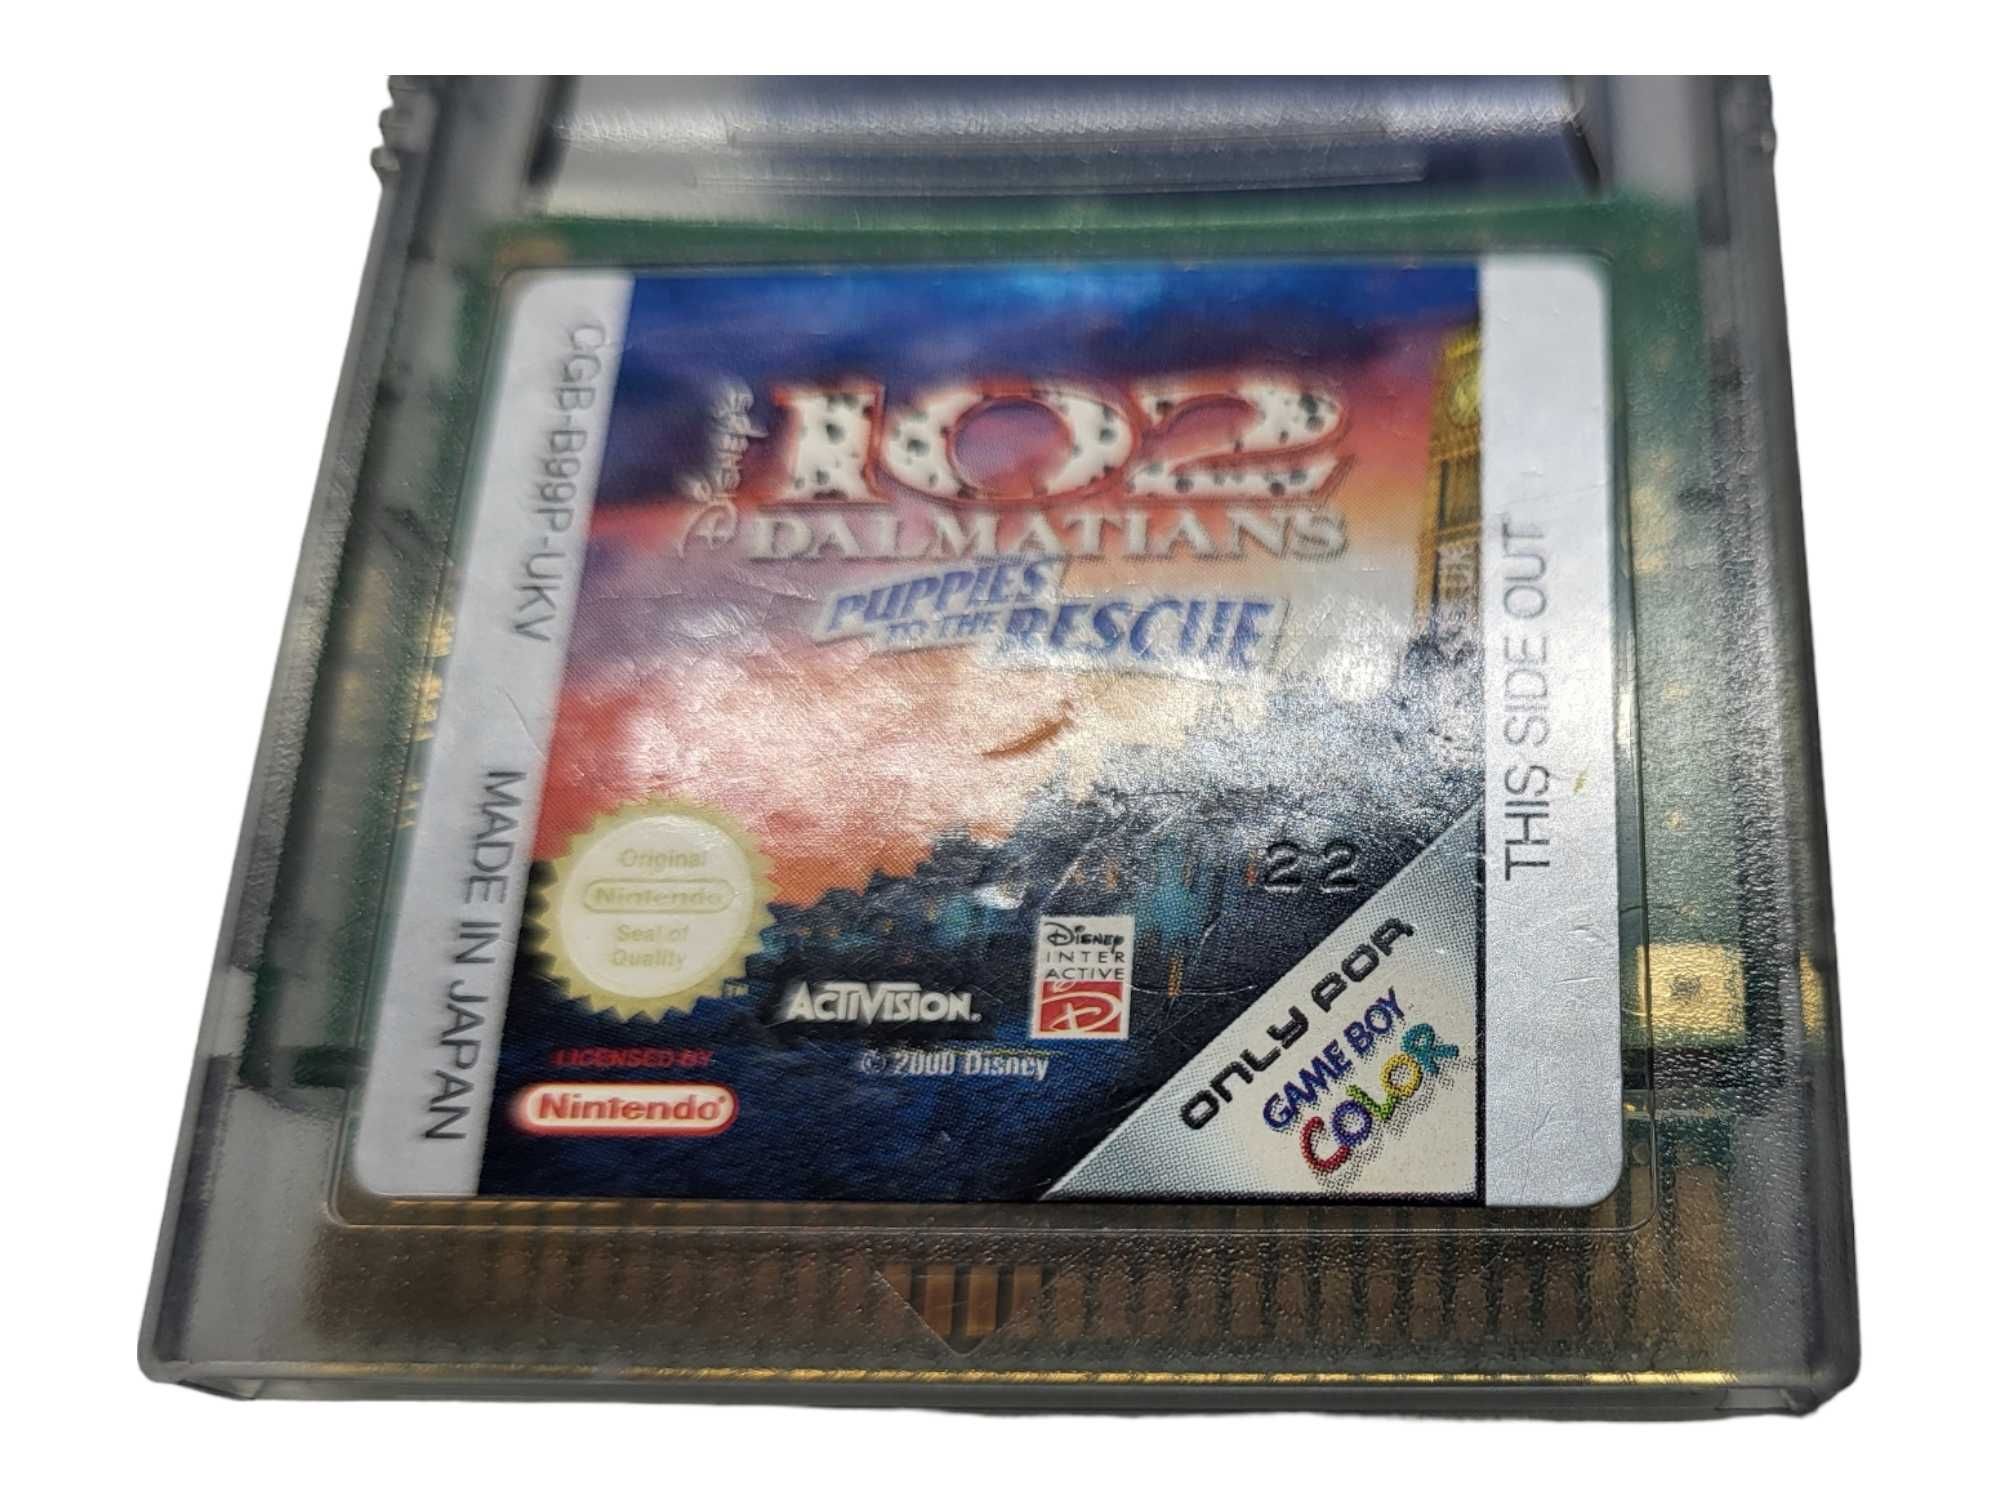 CGB-B99P-UKV
MADE IN JAPAN
Disney's
102
DALMATIANS
PUPPIES
TO THE RESCUE
Original
Nintendo
Seal of
Quality
TM
ACTIVISION.
Disney
INTER
ACTIVE
D
© 2000 Disney
LICENSED BY
Nintendo®
22
ONLY FOR
GAME BOY
COLOR
THIS SIDE OUT